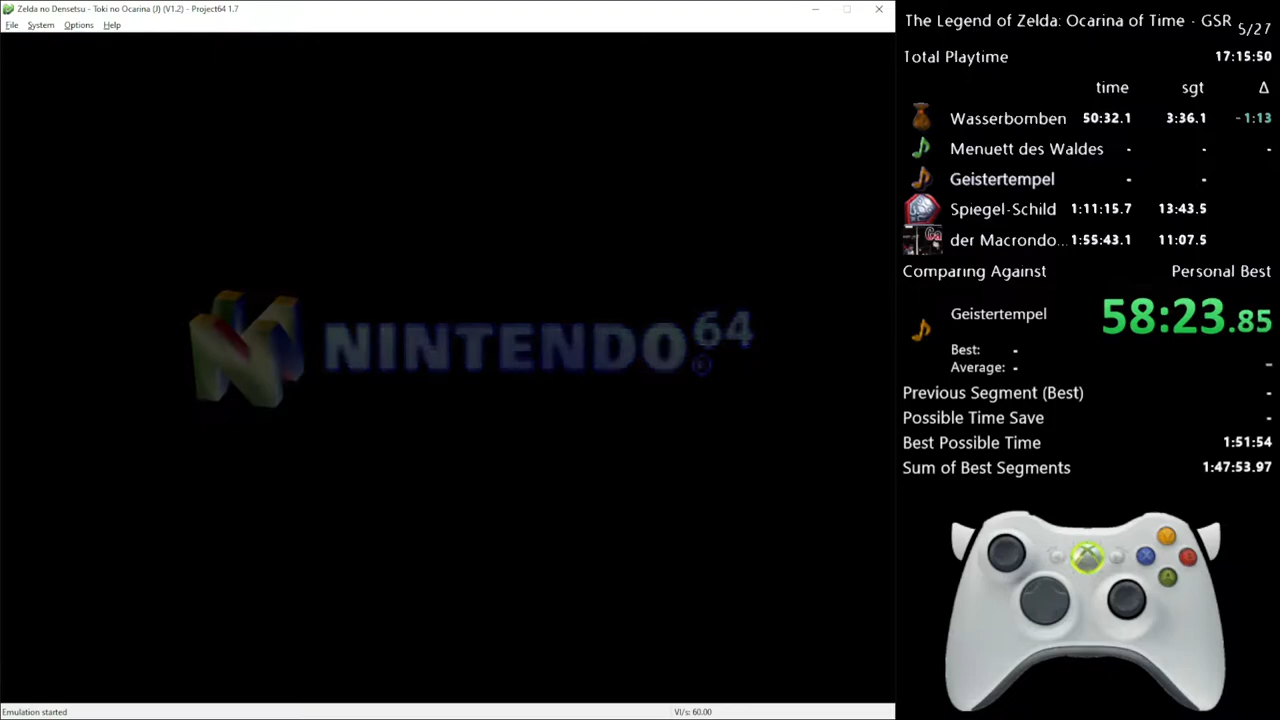 Zelda no Densetsu - Toki no Ocarina (J) (V1.2) - Project64 1.7
File System Options Help
NINTENDO 64
Emulation started
VI/s: 60.00
The Legend of Zelda: Ocarina of Time · GSR 5/27
Total Playtime 17:15:50
time sgt Δ
Wasserbomben 50:32.1 3:36.1 -1:13
Menuett des Waldes - - -
Geistertempel - -
Spiegel-Schild 1:11:15.7 13:43.5
der Macrondo... 1:55:43.1 11:07.5
Comparing Against Personal Best
Geistertempel 58:23.85
Best: -
Average: - -
Previous Segment (Best) -
Possible Time Save -
Best Possible Time 1:51:54
Sum of Best Segments 1:47:53.97
Y
X B
A